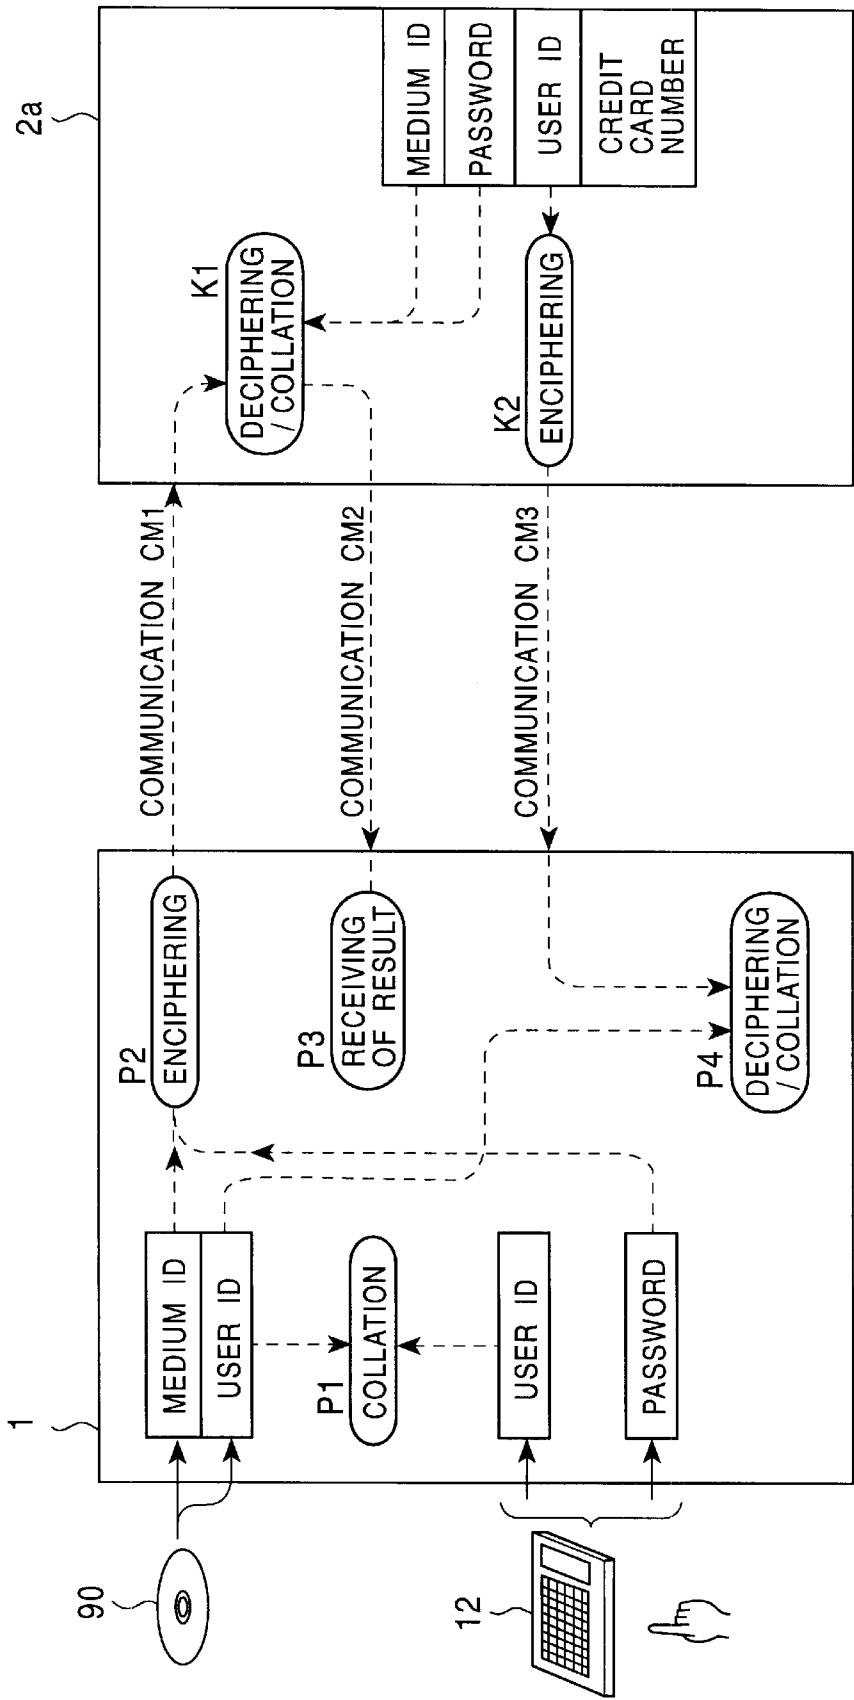 1
2a
90
MEDIUM ID
USER ID
P1
COLLATION
12
USER ID
PASSWORD
P2
ENCIPHERING
P3
RECEIVING
OF RESULT
P4
DECIPHERING
/ COLLATION
COMMUNICATION CM1
COMMUNICATION CM2
COMMUNICATION CM3
K1
DECIPHERING
/ COLLATION
K2
ENCIPHERING
MEDIUM ID
PASSWORD
USER ID
CREDIT
CARD
NUMBER